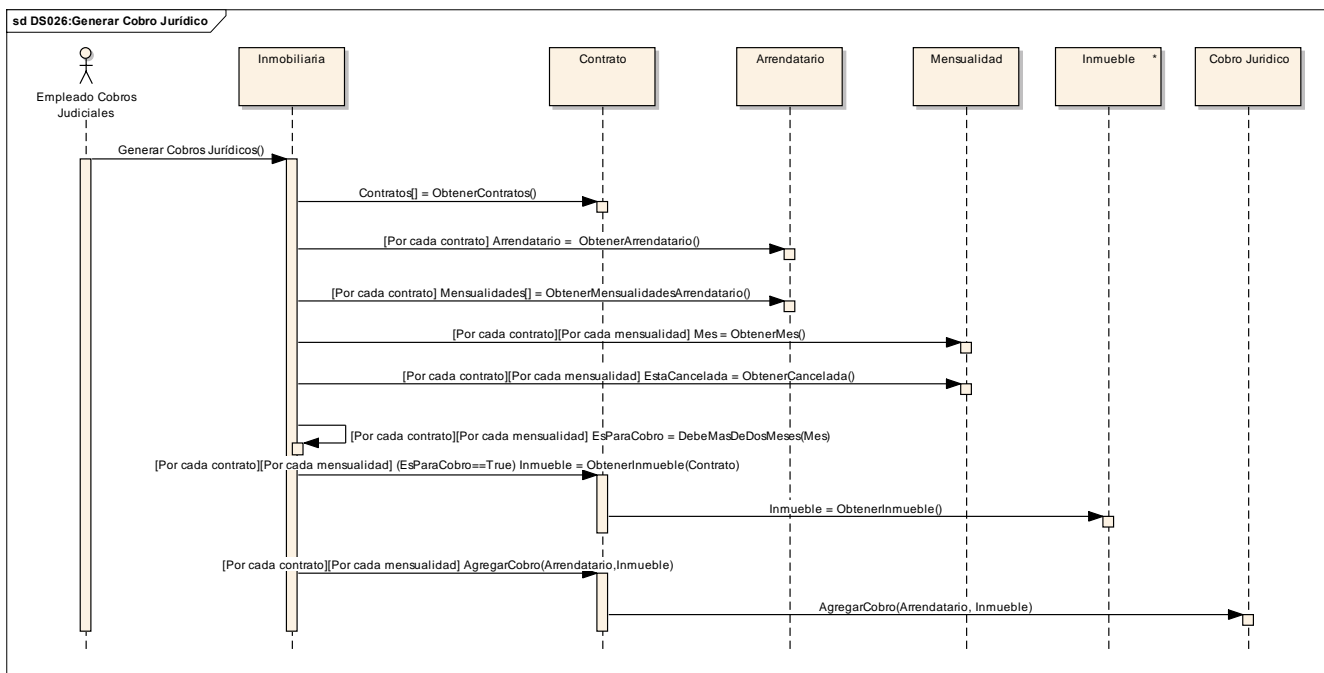 sd DS026:Generar Cobro Jurídico
Empleado Cobros
Judiciales
Inmobiliaria
Contrato
Arrendatario
Mensualidad
Inmueble *
Cobro Juridico
Generar Cobros Jurídicos()
Contratos[] = ObtenerContratos()
[Por cada contrato] Arrendatario = ObtenerArrendatario()
[Por cada contrato] Mensualidades[] = ObtenerMensualidadesArrendatario()
[Por cada contrato][Por cada mensualidad] Mes = ObtenerMes()
[Por cada contrato][Por cada mensualidad] EstaCancelada = ObtenerCancelada()
[Por cada contrato][Por cada mensualidad] EsParaCobro = DebeMasDeDosMeses(Mes)
[Por cada contrato][Por cada mensualidad] (EsParaCobro==True) Inmueble = ObtenerInmueble(Contrato)
Inmueble = ObtenerInmueble()
[Por cada contrato][Por cada mensualidad] AgregarCobro(Arrendatario,Inmueble)
AgregarCobro(Arrendatario, Inmueble)